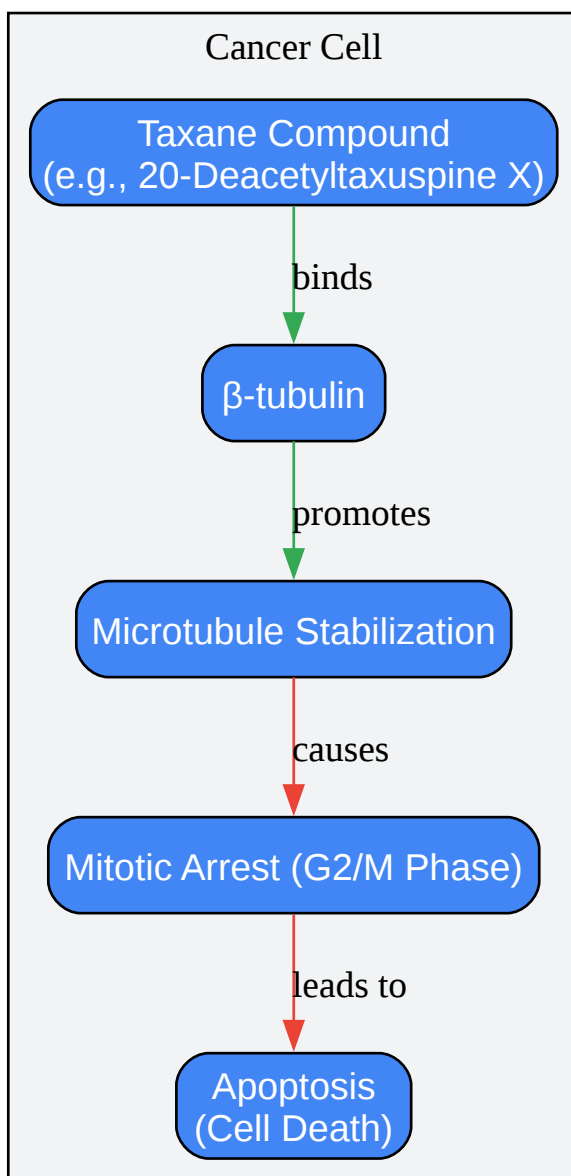 Cancer Cell
Taxane Compound
(e.g., 20-Deacetyltaxuspine X)
binds
β-tubulin
promotes
Microtubule Stabilization
causes
Mitotic Arrest (G2/M Phase)
leads to
Apoptosis
(Cell Death)